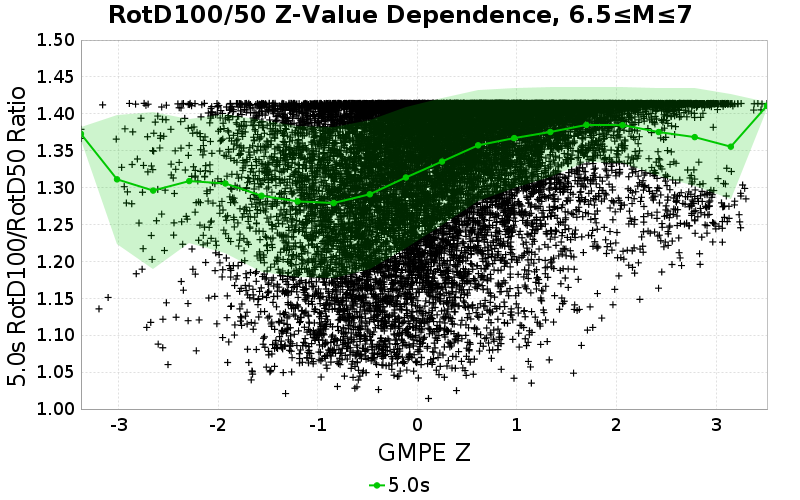 RotD100/50 Z-Value Dependence, 6.5≤M≤7
5.0s RotD100/RotD50 Ratio
1.50
1.45
1.40
1.35
1.30
1.25
1.20
1.15
1.10
1.05
1.00
-3 -2 -1 0 1 2 3
GMPE Z
5.0s